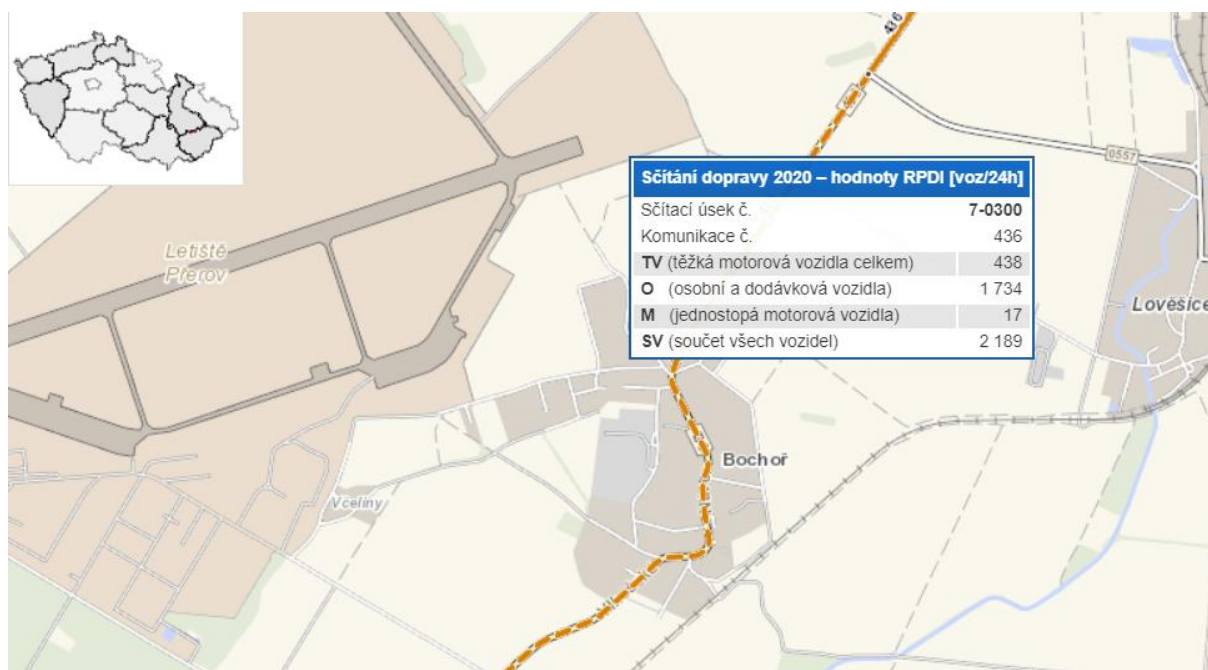 436
0557
Letiště
Přerov
Sčítání dopravy 2020 – hodnoty RPDI [voz/24h]
Sčítací úsek č. 7-0300
Komunikace č. 436
TV (těžká motorová vozidla celkem) 438
O (osobní a dodávková vozidla) 1 734
M (jednostopá motorová vozidla) 17
SV (součet všech vozidel) 2 189
Lověšice
Bochoř
Včelíny